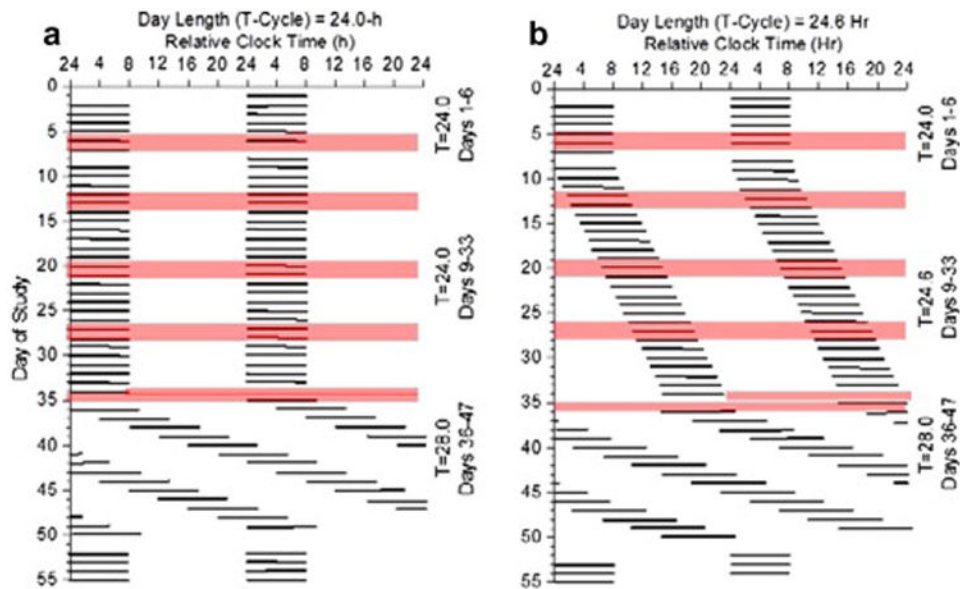 a
Day Length (T-Cycle) = 24.0-h
Relative Clock Time (h)
24 4 8 12 16 20 24 4 8 12 16 20 24
0
5
10
15
20
25
30
35
40
45
50
55
Day of Study
T=24.0
Days 1-6
T=24.0
Days 9-33
T=28.0
Days 36-47
b
Day Length (T-Cycle) = 24.6 Hr
Relative Clock Time (Hr)
24 4 8 12 16 20 24 4 8 12 16 20 24
0
5
10
15
20
25
30
35
40
45
50
55
T=24.0
Days 1-6
T=24.6
Days 9-33
T=28.0
Days 36-47